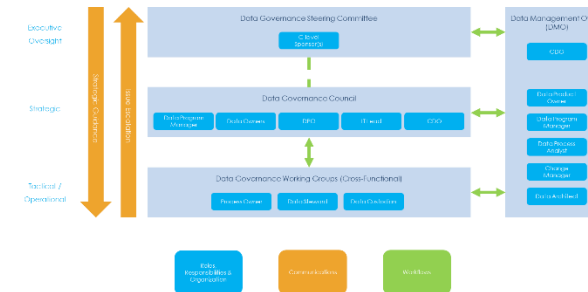 Data Governance Steering Committee
Data Management O
(DMO)
Executive
Oversight
C level
Sponsor(s)
CDO
Strategic Guidance
Issue Escalation
Strategic
Data Governance Council
Data Program
Manager
Data Owners
DPO
IT Lead
CDO
Data Product
Owner
Data Program
Manager
Data Process
Analyst
Change
Manager
Data Architect
Tactical /
Operational
Data Governance Working Groups (Cross-Functional)
Process Owner
Data Steward
Data Custodian
Roles
Responsibilities &
Organization
Communications
Workflows